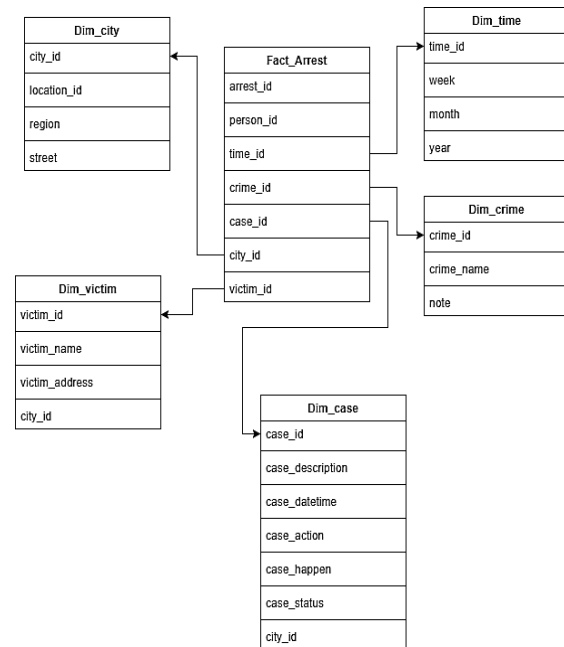 Dim_city
city_id
location_id
region
street
Fact_Arrest
arrest_id
person_id
time_id
crime_id
case_id
city_id
victim_id
Dim_time
time_id
week
month
year
Dim_crime
crime_id
crime_name
note
Dim_victim
victim_id
victim_name
victim_address
city_id
Dim_case
case_id
case_description
case_datetime
case_action
case_happen
case_status
city_id